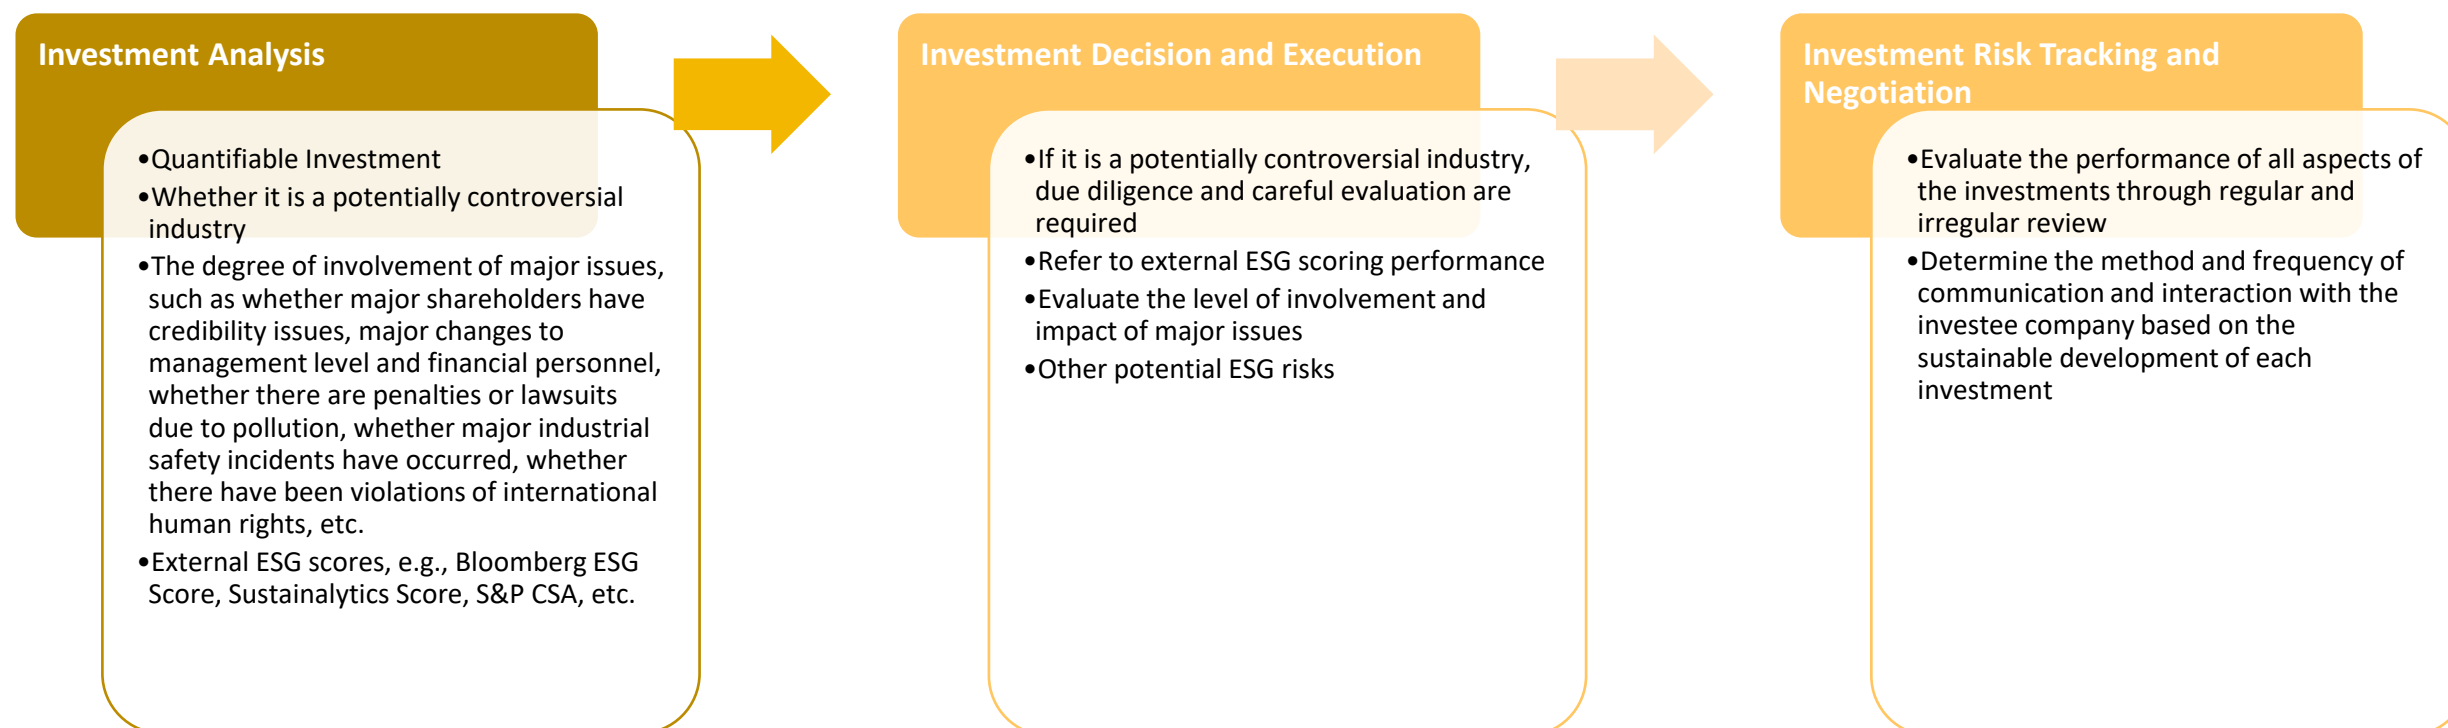 Investment Analysis
•Quantifiable Investment
•Whether it is a potentially controversial
industry
•The degree of involvement of major issues,
such as whether major shareholders have
credibility issues, major changes to
management level and financial personnel,
whether there are penalties or lawsuits
due to pollution, whether major industrial
safety incidents have occurred, whether
there have been violations of international
human rights, etc.
•External ESG scores, e.g., Bloomberg ESG
Score, Sustainalytics Score, S&P CSA, etc.
Investment Decision and Execution
•If it is a potentially controversial industry,
due diligence and careful evaluation are
required
•Refer to external ESG scoring performance
•Evaluate the level of involvement and
impact of major issues
•Other potential ESG risks
Investment Risk Tracking and
Negotiation
•Evaluate the performance of all aspects of
the investments through regular and
irregular review
•Determine the method and frequency of
communication and interaction with the
investee company based on the
sustainable development of each
investment